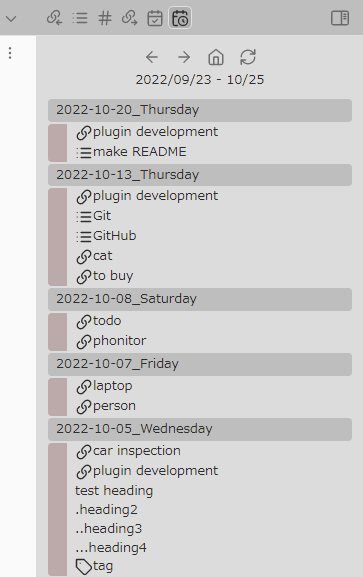 2022/09/23 - 10/25
2022-10-20_Thursday
plugin development
make README
2022-10-13_Thursday
plugin development
Git
GitHub
cat
to buy
2022-10-08_Saturday
todo
phonitor
2022-10-07_Friday
laptop
person
2022-10-05_Wednesday
car inspection
plugin development
test heading
.heading2
..heading3
...heading4
tag